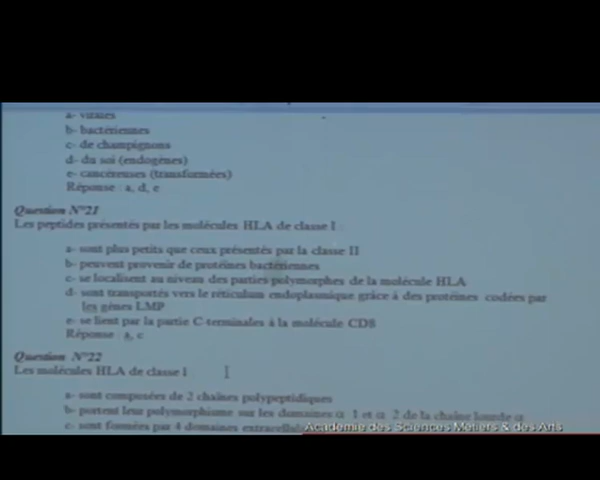 a- virales
b- bactériennes
c- de champignons
d- du soi (endogènes)
e- cancéreuses (transformées)
Réponse : a, d, e
Question N°21
Les peptides présentés par les molécules HLA de classe I :
a- sont plus petits que ceux présentés par la classe II
b- peuvent provenir de protéines bactériennes
c- se localisent au niveau des parties polymorphes de la molécule HLA
d- sont transportés vers le réticulum endoplasmique grâce à des protéines codées par
les gènes LMP
e- se lient par la partie C-terminales à la molécule CD8
Réponse : a, c
Question N°22
Les molécules HLA de classe I
a- sont composées de 2 chaînes polypeptidiques
b- portent leur polymorphisme sur les domaines α 1 et α 2 de la chaîne lourde α
c- sont formées par 4 domaines
Academie des Sciences Metiers & des Arts